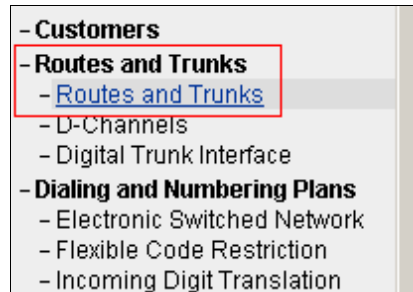 – Customers
– Routes and Trunks
– Routes and Trunks
– D-Channels
– Digital Trunk Interface
– Dialing and Numbering Plans
– Electronic Switched Network
– Flexible Code Restriction
– Incoming Digit Translation